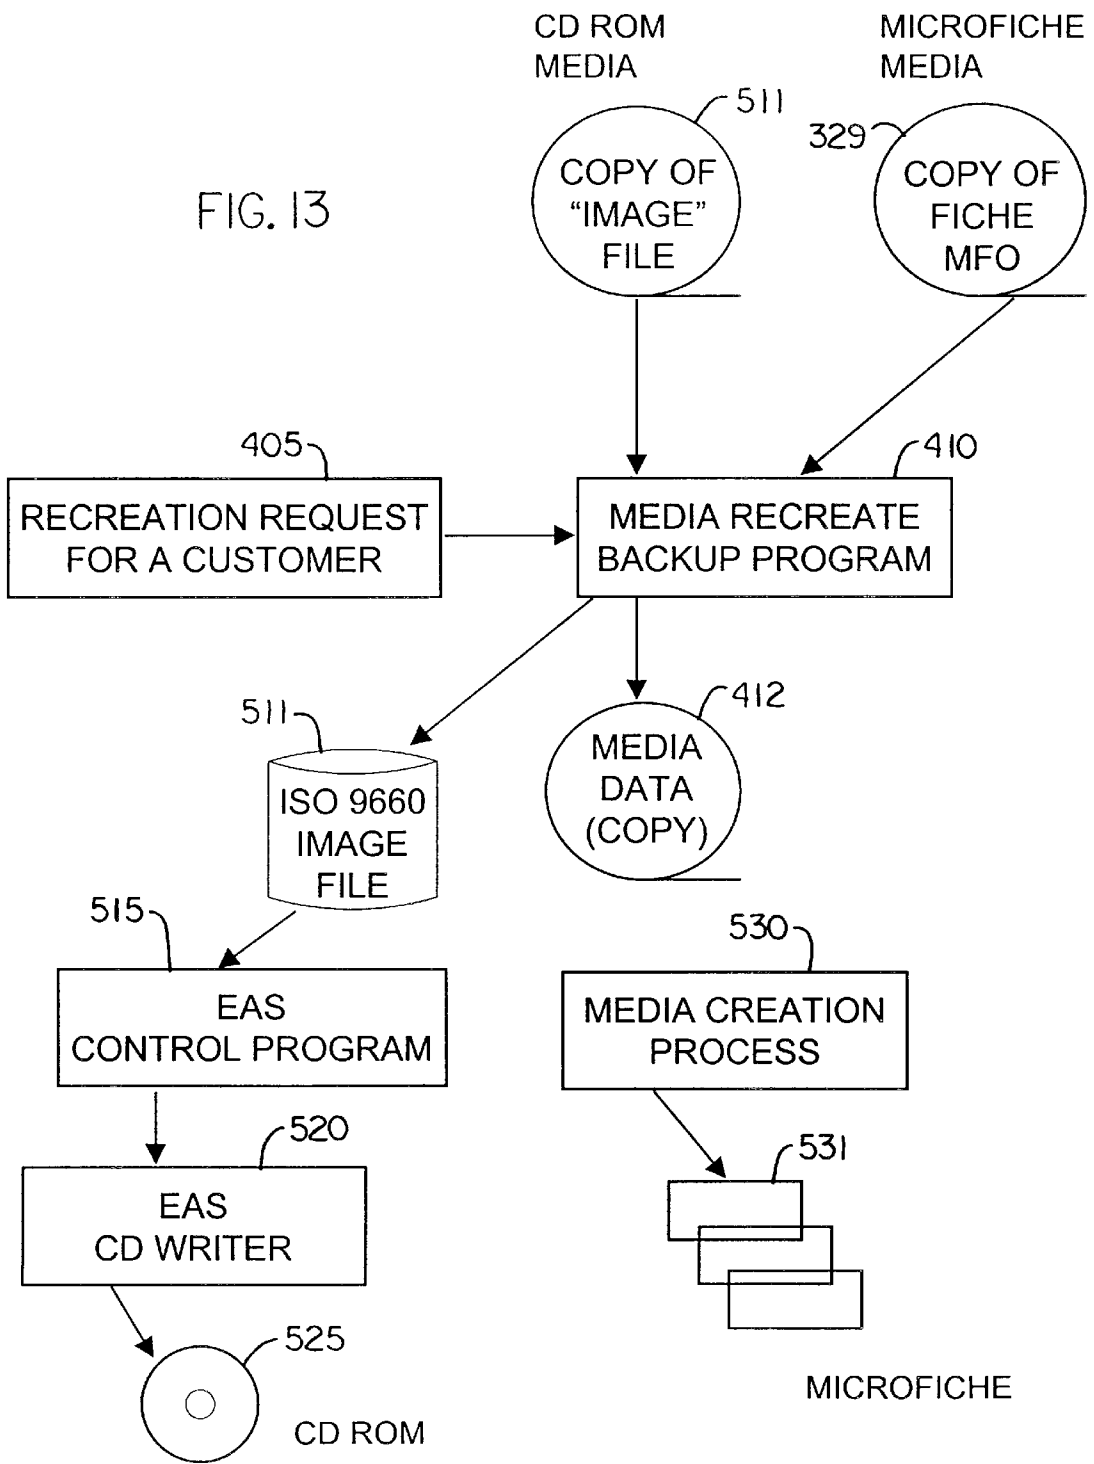 CD ROM
MEDIA
MICROFICHE
MEDIA
511
329
COPY OF
“IMAGE”
FILE
COPY OF
FICHE
MFO
FIG. 13
405
410
RECREATION REQUEST
FOR A CUSTOMER
MEDIA RECREATE
BACKUP PROGRAM
511
412
ISO 9660
IMAGE
FILE
MEDIA
DATA
(COPY)
515
530
EAS
CONTROL PROGRAM
MEDIA CREATION
PROCESS
520
531
EAS
CD WRITER
525
CD ROM
MICROFICHE